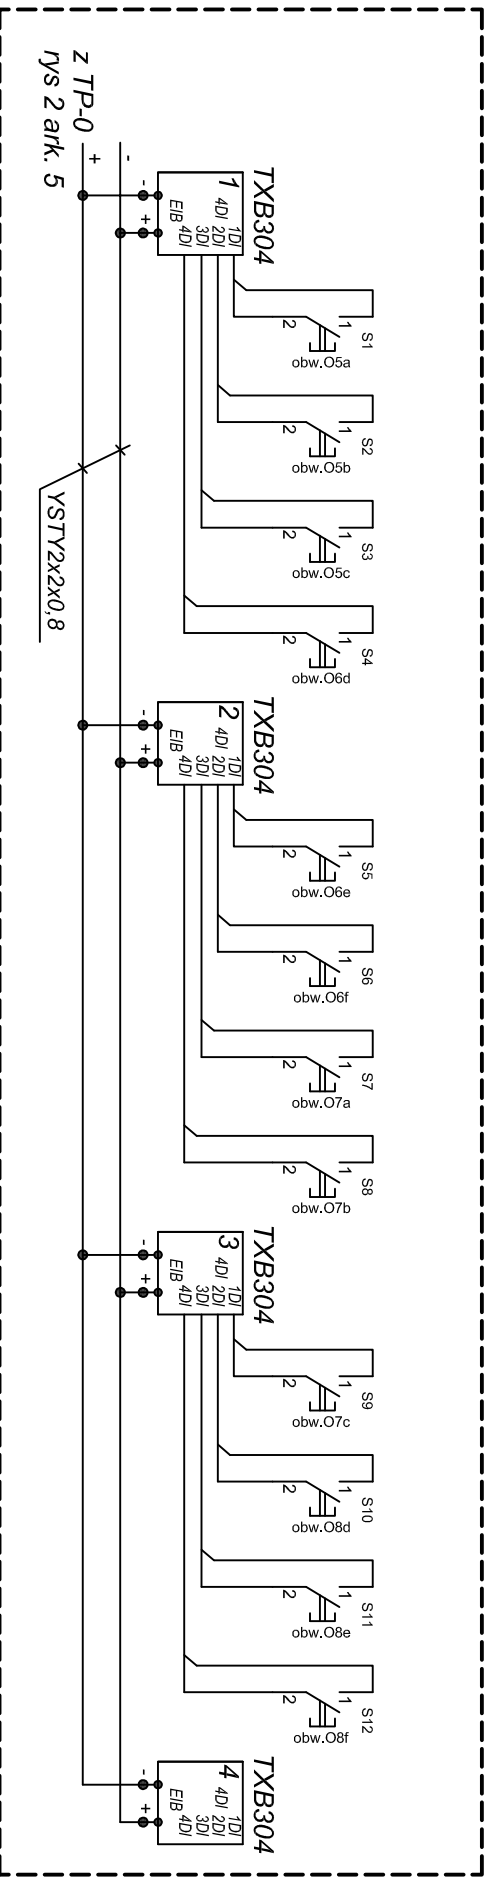 z TP-0
rys 2 ark. 5
-
+
YSTY2x2x0,8
TXB304
1
4DI
EIB
1DI
2DI
3DI
4DI
-
+
S1
1
2
obw.O5a
S2
1
2
obw.O5b
S3
1
2
obw.O5c
S4
1
2
obw.O6d
TXB304
2
4DI
EIB
1DI
2DI
3DI
4DI
-
+
S5
1
2
obw.O6e
S6
1
2
obw.O6f
S7
1
2
obw.O7a
S8
1
2
obw.O7b
TXB304
3
4DI
EIB
1DI
2DI
3DI
4DI
-
+
S9
1
2
obw.O7c
S10
1
2
obw.O8d
S11
1
2
obw.O8e
S12
1
2
obw.O8f
TXB304
4
4DI
EIB
1DI
2DI
3DI
4DI
-
+